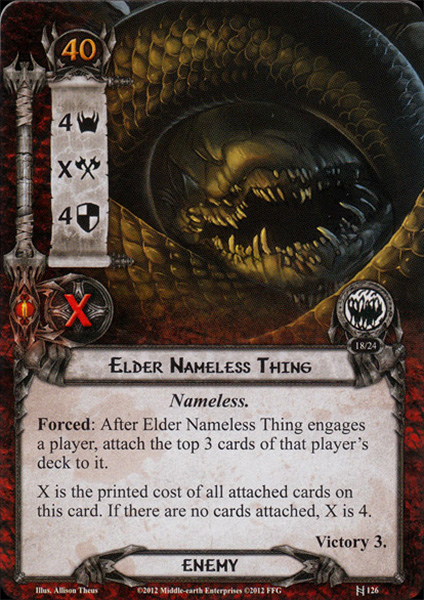 40
4
X
4
X
18/24
ELDER NAMELESS THING
Nameless.
Forced: After Elder Nameless Thing engages
a player, attach the top 3 cards of that player's
deck to it.
X is the printed cost of all attached cards on
this card. If there are no cards attached, X is 4.
Victory 3.
ENEMY
Illus. Allison Theus ©2012 Middle-earth Enterprises ©2012 FFG 126